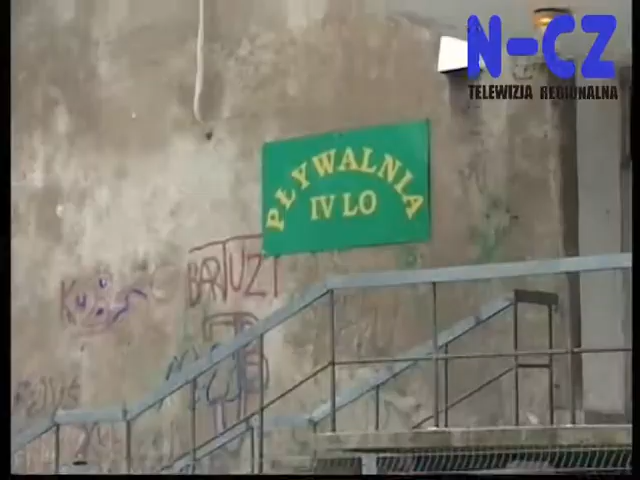 N-CZ
TELEWIZJA REGIONALNA
PŁYWALNIA
IV LO
BARTUZI